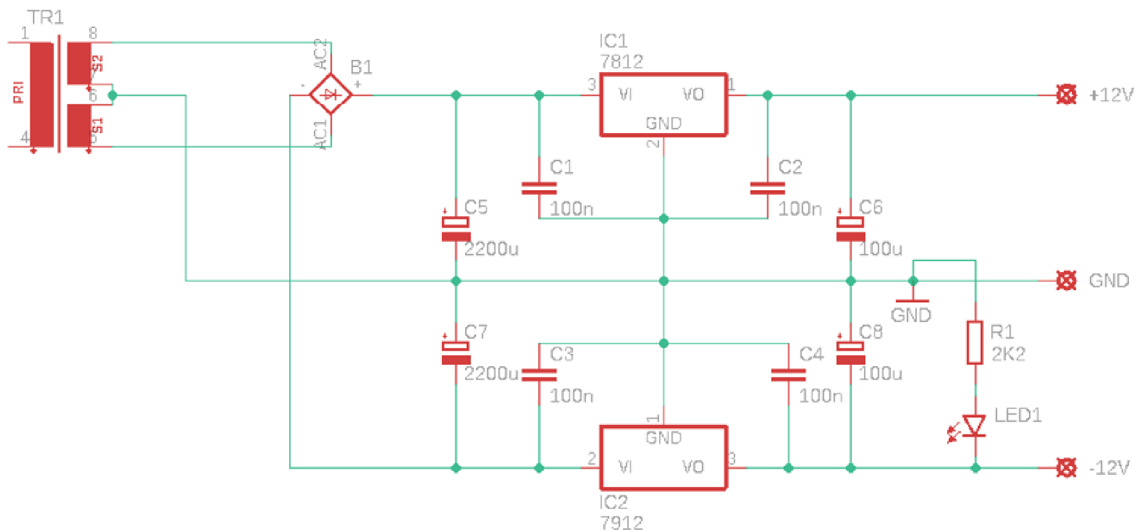 TR1
1
8
PRI
S2
6
S1
4
AC2
B1
-
+
AC1
IC1
7812
3
VI
VO
1
GND
2
+12V
C1
100n
C2
100n
C5
2200u
C6
100u
GND
GND
C7
2200u
C3
100n
C4
100n
C8
100u
R1
2K2
1
GND
LED1
2
VI
VO
3
-12V
IC2
7912